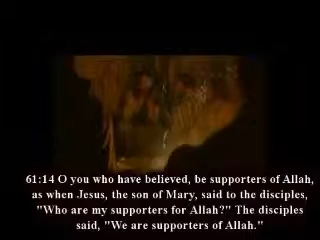 61:14 O you who have believed, be supporters of Allah,
as when Jesus, the son of Mary, said to the disciples,
"Who are my supporters for Allah?" The disciples
said, "We are supporters of Allah."